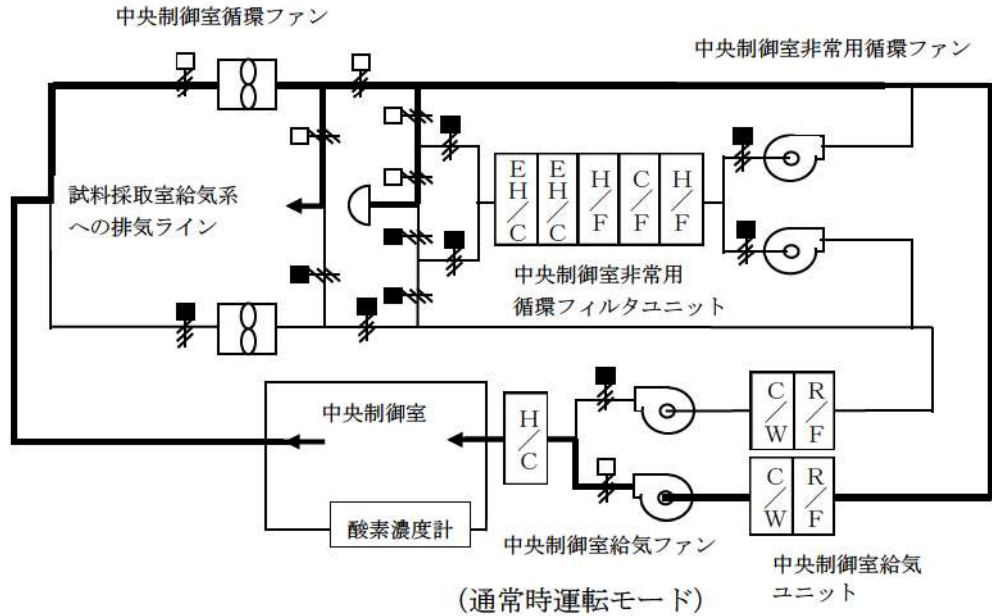 中央制御室循環ファン
中央制御室非常用循環ファン
試料採取室給気系
への排気ライン
EH/C
EH/C
H/F
C/F
H/F
中央制御室非常用
循環フィルタユニット
中央制御室
H/C
C/W
R/F
C/W
R/F
酸素濃度計
中央制御室給気ファン
中央制御室給気
ユニット
(通常時運転モード)